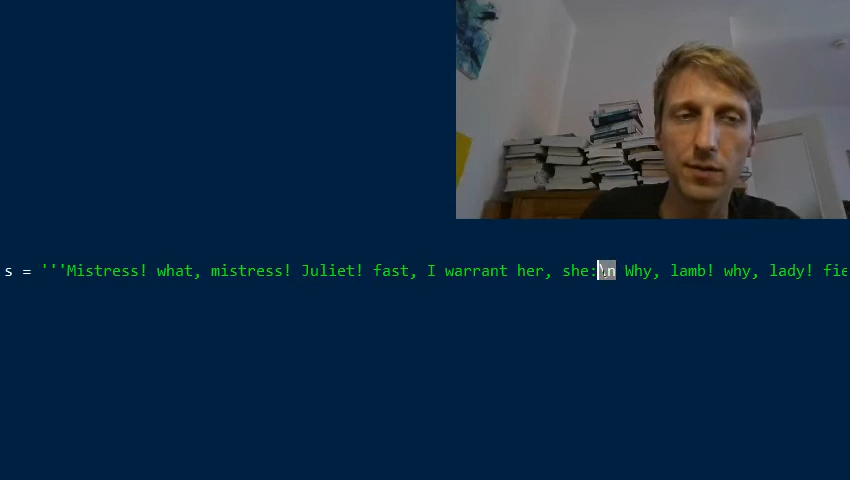 s = '''Mistress! what, mistress! Juliet! fast, I warrant her, she:\n Why, lamb! why, lady! fie